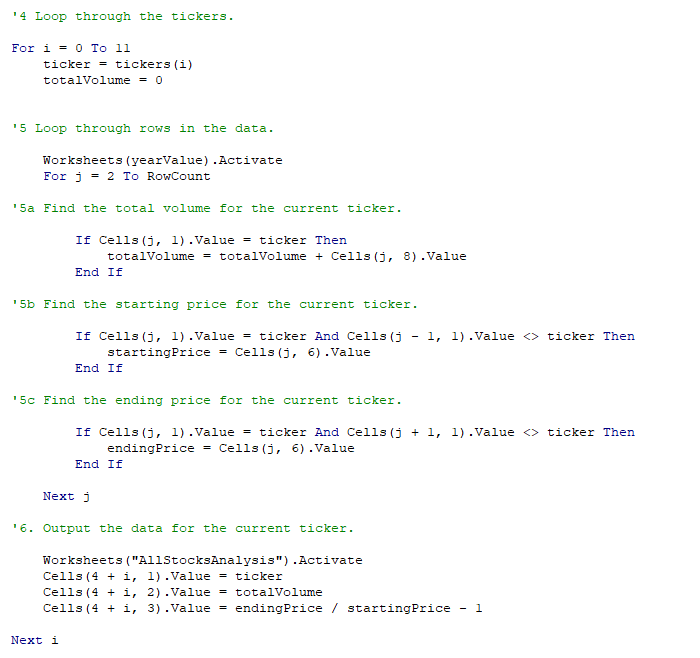 '4 Loop through the tickers.
For i = 0 To 11
ticker = tickers(i)
totalVolume = 0
'5 Loop through rows in the data.
Worksheets(yearValue).Activate
For j = 2 To RowCount
'5a Find the total volume for the current ticker.
If Cells(j, 1).Value = ticker Then
totalVolume = totalVolume + Cells(j, 8).Value
End If
'5b Find the starting price for the current ticker.
If Cells(j, 1).Value = ticker And Cells(j - 1, 1).Value <> ticker Then
startingPrice = Cells(j, 6).Value
End If
'5c Find the ending price for the current ticker.
If Cells(j, 1).Value = ticker And Cells(j + 1, 1).Value <> ticker Then
endingPrice = Cells(j, 6).Value
End If
Next j
'6. Output the data for the current ticker.
Worksheets("AllStocksAnalysis").Activate
Cells(4 + i, 1).Value = ticker
Cells(4 + i, 2).Value = totalVolume
Cells(4 + i, 3).Value = endingPrice / startingPrice - 1
Next i